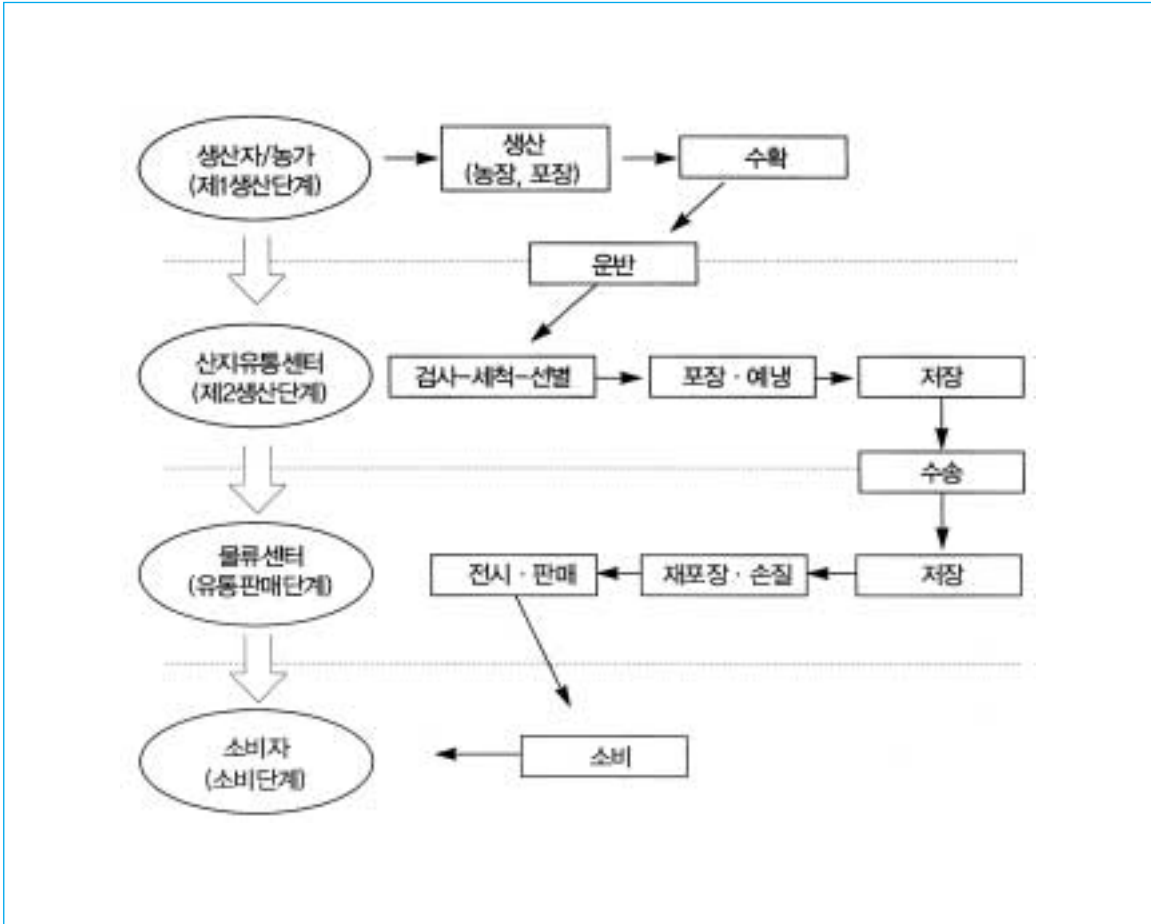 생산자/농가
(제1생산단계)
생산
(농장, 포장)
수확
운반
산지유통센터
(제2생산단계)
검사-세척-선별
포장 · 예냉
저장
수송
물류센터
(유통판매단계)
전시 · 판매
재포장 · 손질
저장
소비자
(소비단계)
소비